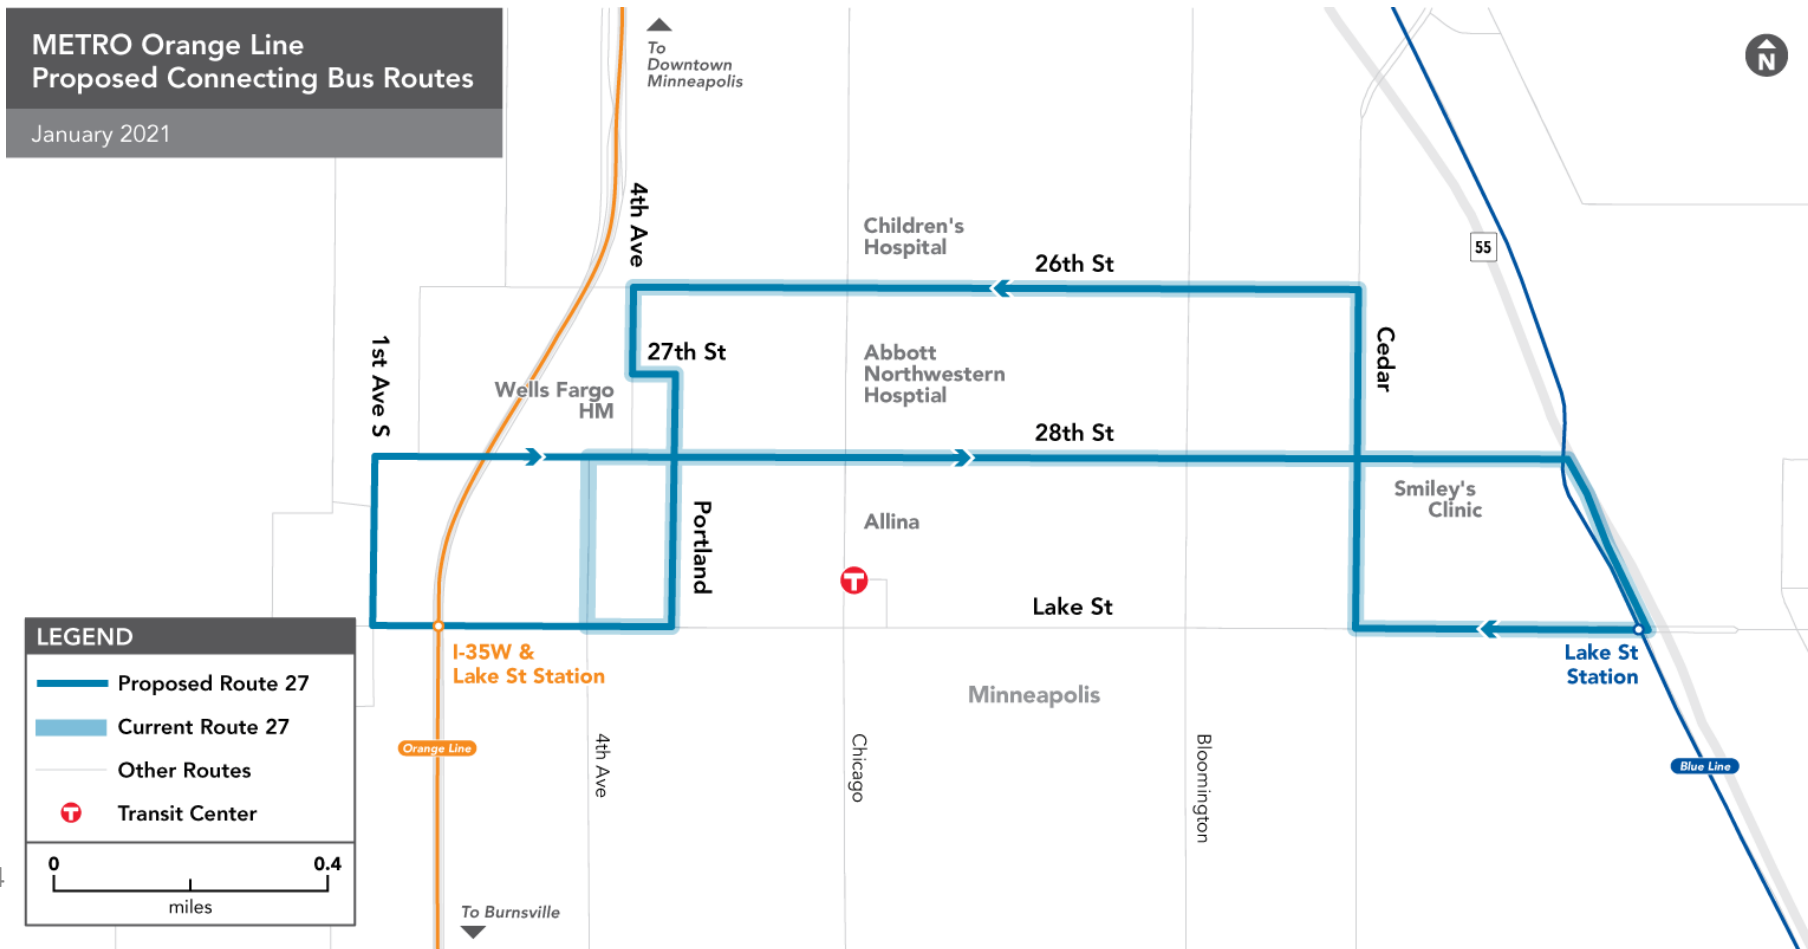 METRO Orange Line
Proposed Connecting Bus Routes
January 2021
To
Downtown
Minneapolis
N
55
4th Ave
Children's
Hospital
26th St
1st Ave S
27th St
Wells Fargo
HM
Abbott
Northwestern
Hosptial
Cedar
28th St
Smiley's
Clinic
Portland
Allina
T
Lake St
I-35W &
Lake St Station
Lake St
Station
Minneapolis
Orange Line
4th Ave
Chicago
Bloomington
Blue Line
To Burnsville
LEGEND
Proposed Route 27
Current Route 27
Other Routes
T Transit Center
0 0.4
miles